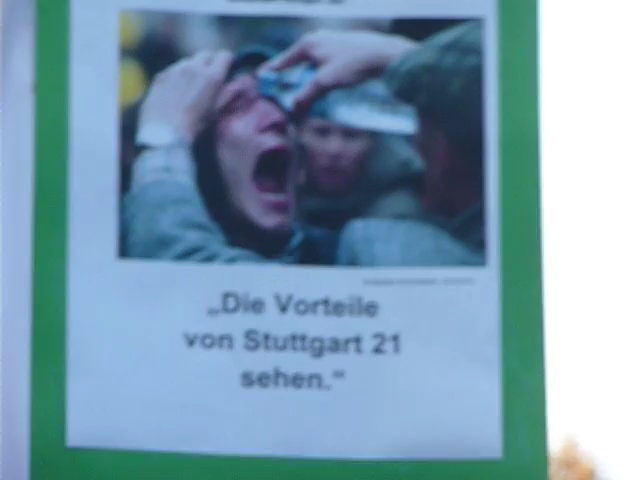 „Die Vorteile
von Stuttgart 21
sehen.“